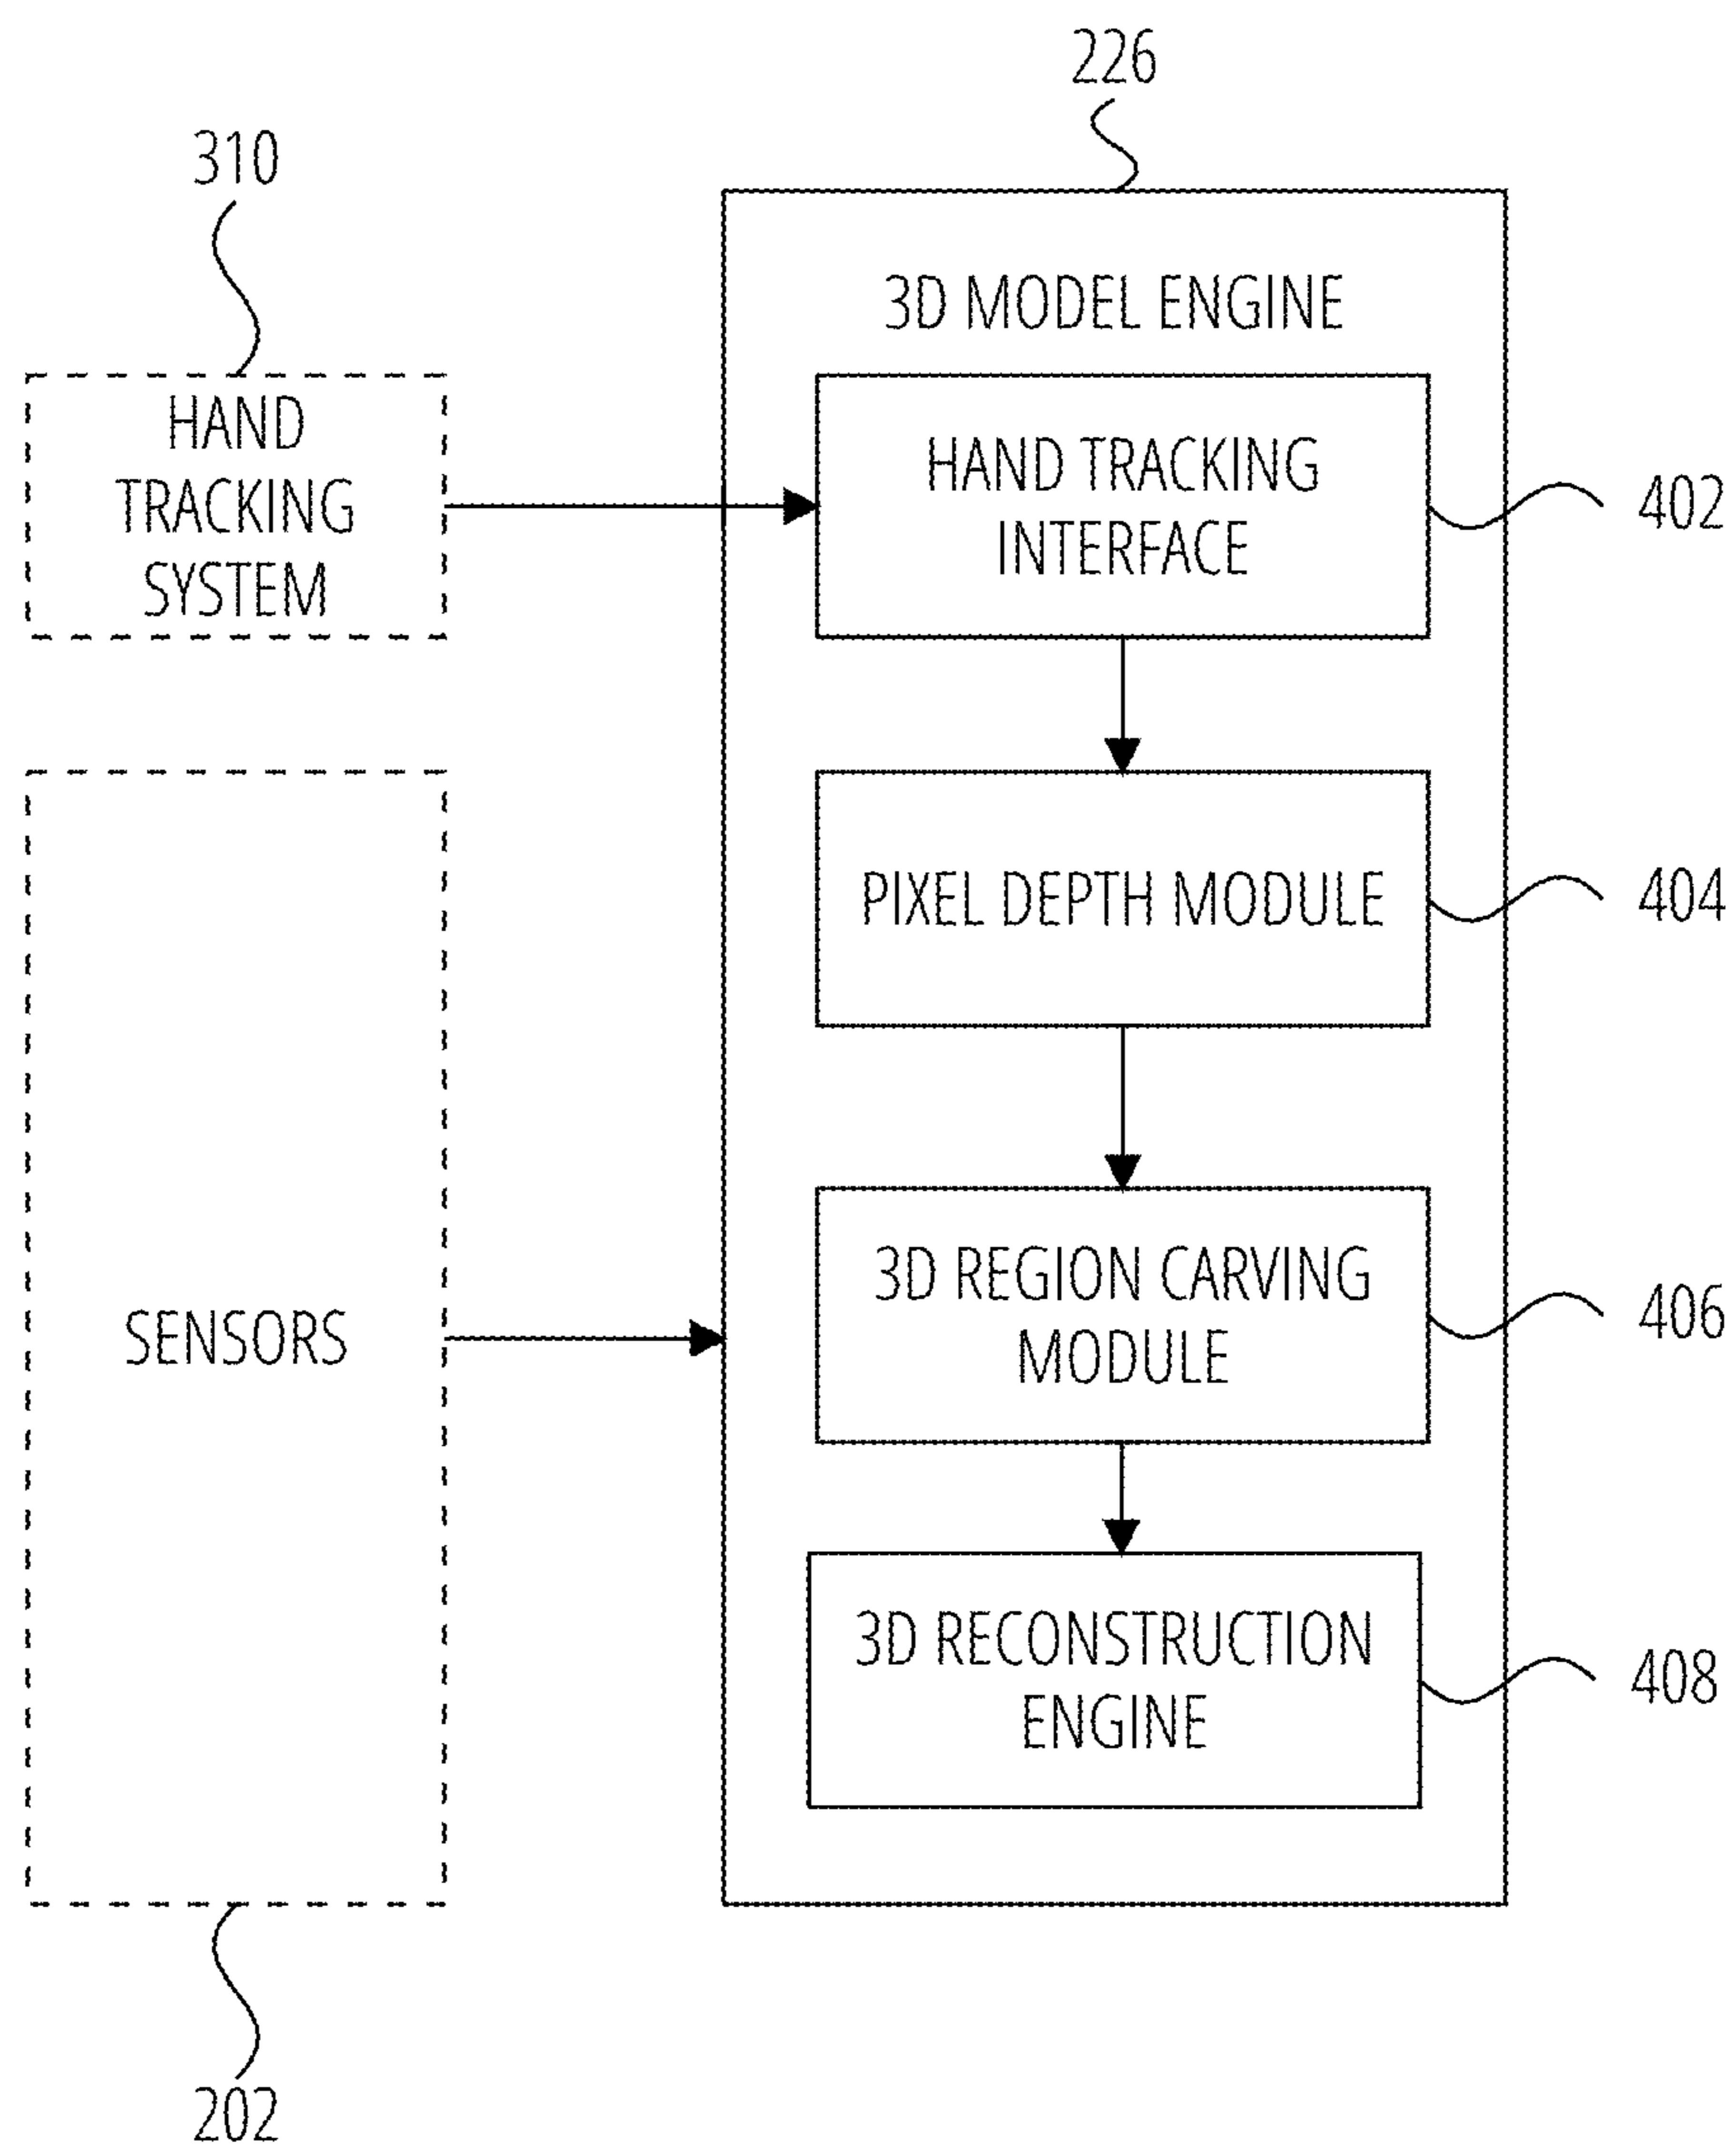 226
310
3D MODEL ENGINE
HAND
TRACKING
SYSTEM
HAND TRACKING
INTERFACE
402
PIXEL DEPTH MODULE
404
SENSORS
3D REGION CARVING
MODULE
406
3D RECONSTRUCTION
ENGINE
408
202